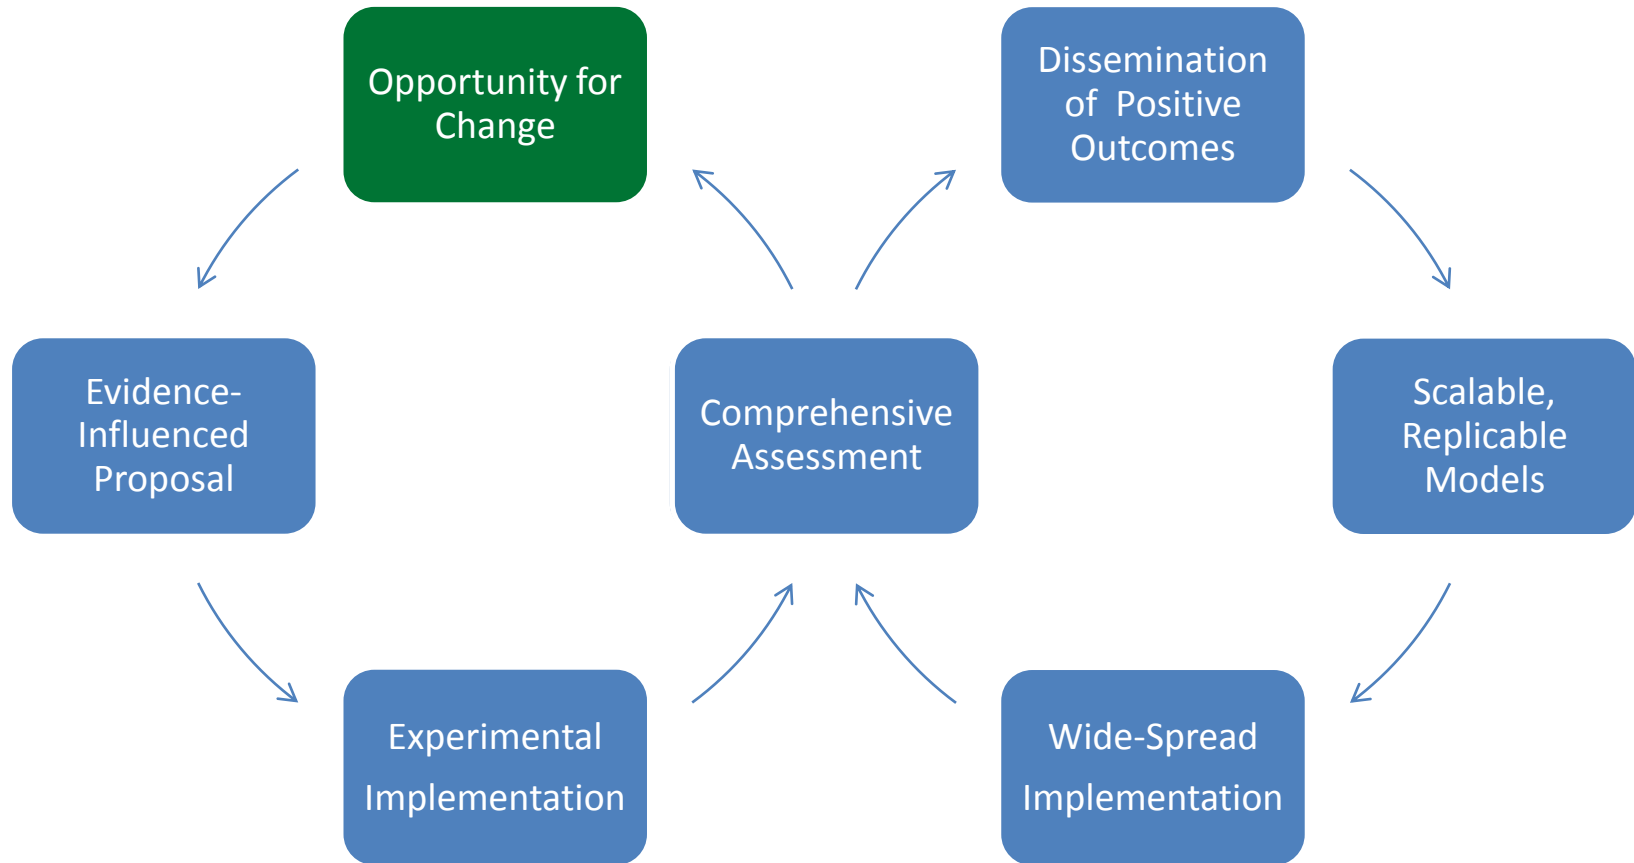 Opportunity for
Change
Dissemination
of  Positive
Outcomes
Evidence-
Influenced
Proposal
Comprehensive
Assessment
Scalable,
Replicable
Models
Experimental
Implementation
Wide-Spread
Implementation